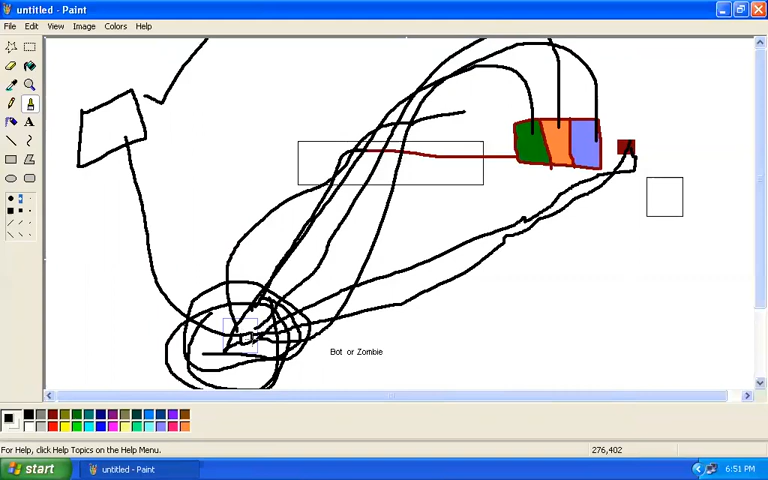 untitled - Paint
File Edit View Image Colors Help
A
Bot or Zombie
For Help, click Help Topics on the Help Menu.
276,402
start
untitled - Paint
6:51 PM